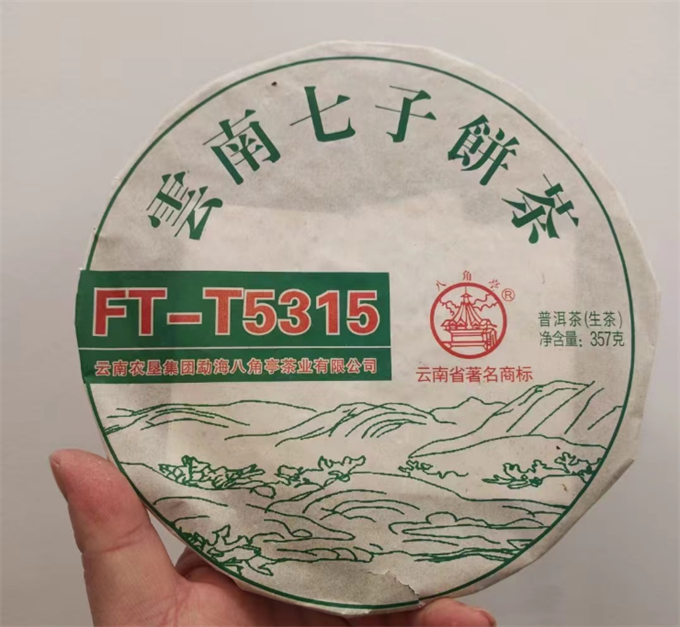 雲南七子餅茶
FT-T5315
云南农垦集团勐海八角亭茶业有限公司
八角亭
®
云南省著名商标
普洱茶(生茶)
净含量：357克